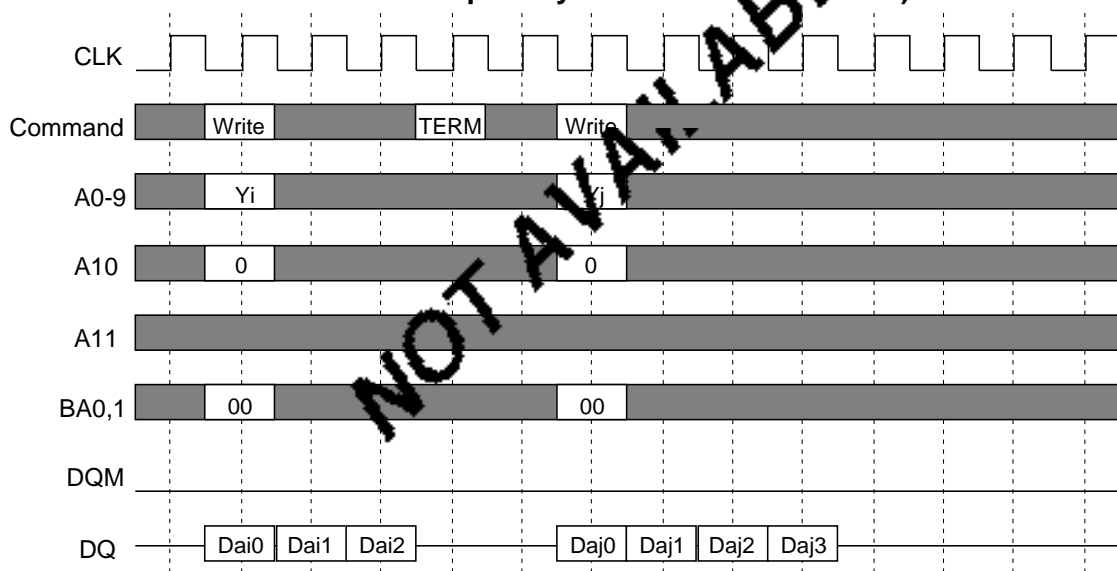 CLK
Command Write TERM Write
A0-9 Yi Yj
A10 0 0
A11
BA0,1 00 00
DQM
DQ Dai0 Dai1 Dai2 Daj0 Daj1 Daj2 Daj3
NOT